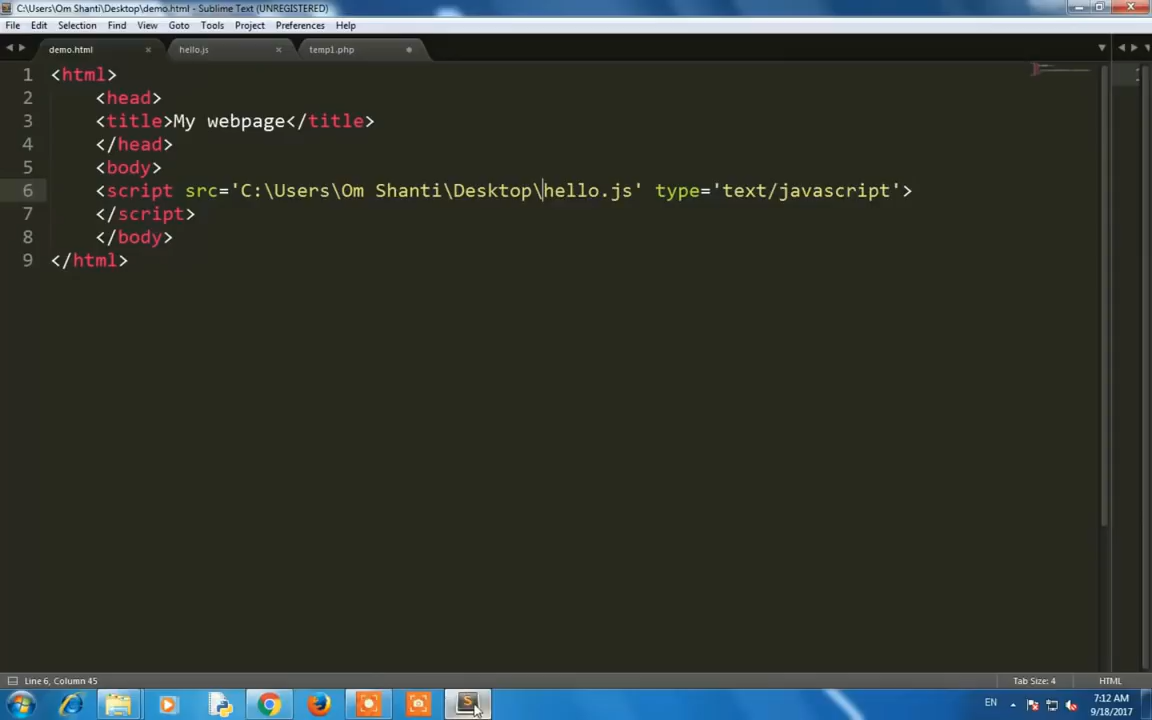 C:\Users\Om Shanti\Desktop\demo.html - Sublime Text (UNREGISTERED)
File Edit Selection Find View Goto Tools Project Preferences Help
demo.html hello.js temp1.php
1 <html>
2 <head>
3 <title>My webpage</title>
4 </head>
5 <body>
6 <script src='C:\Users\Om Shanti\Desktop\hello.js' type='text/javascript'>
7 </script>
8 </body>
9 </html>
Line 6, Column 45 Tab Size: 4 HTML
EN 7:12 AM
9/18/2017